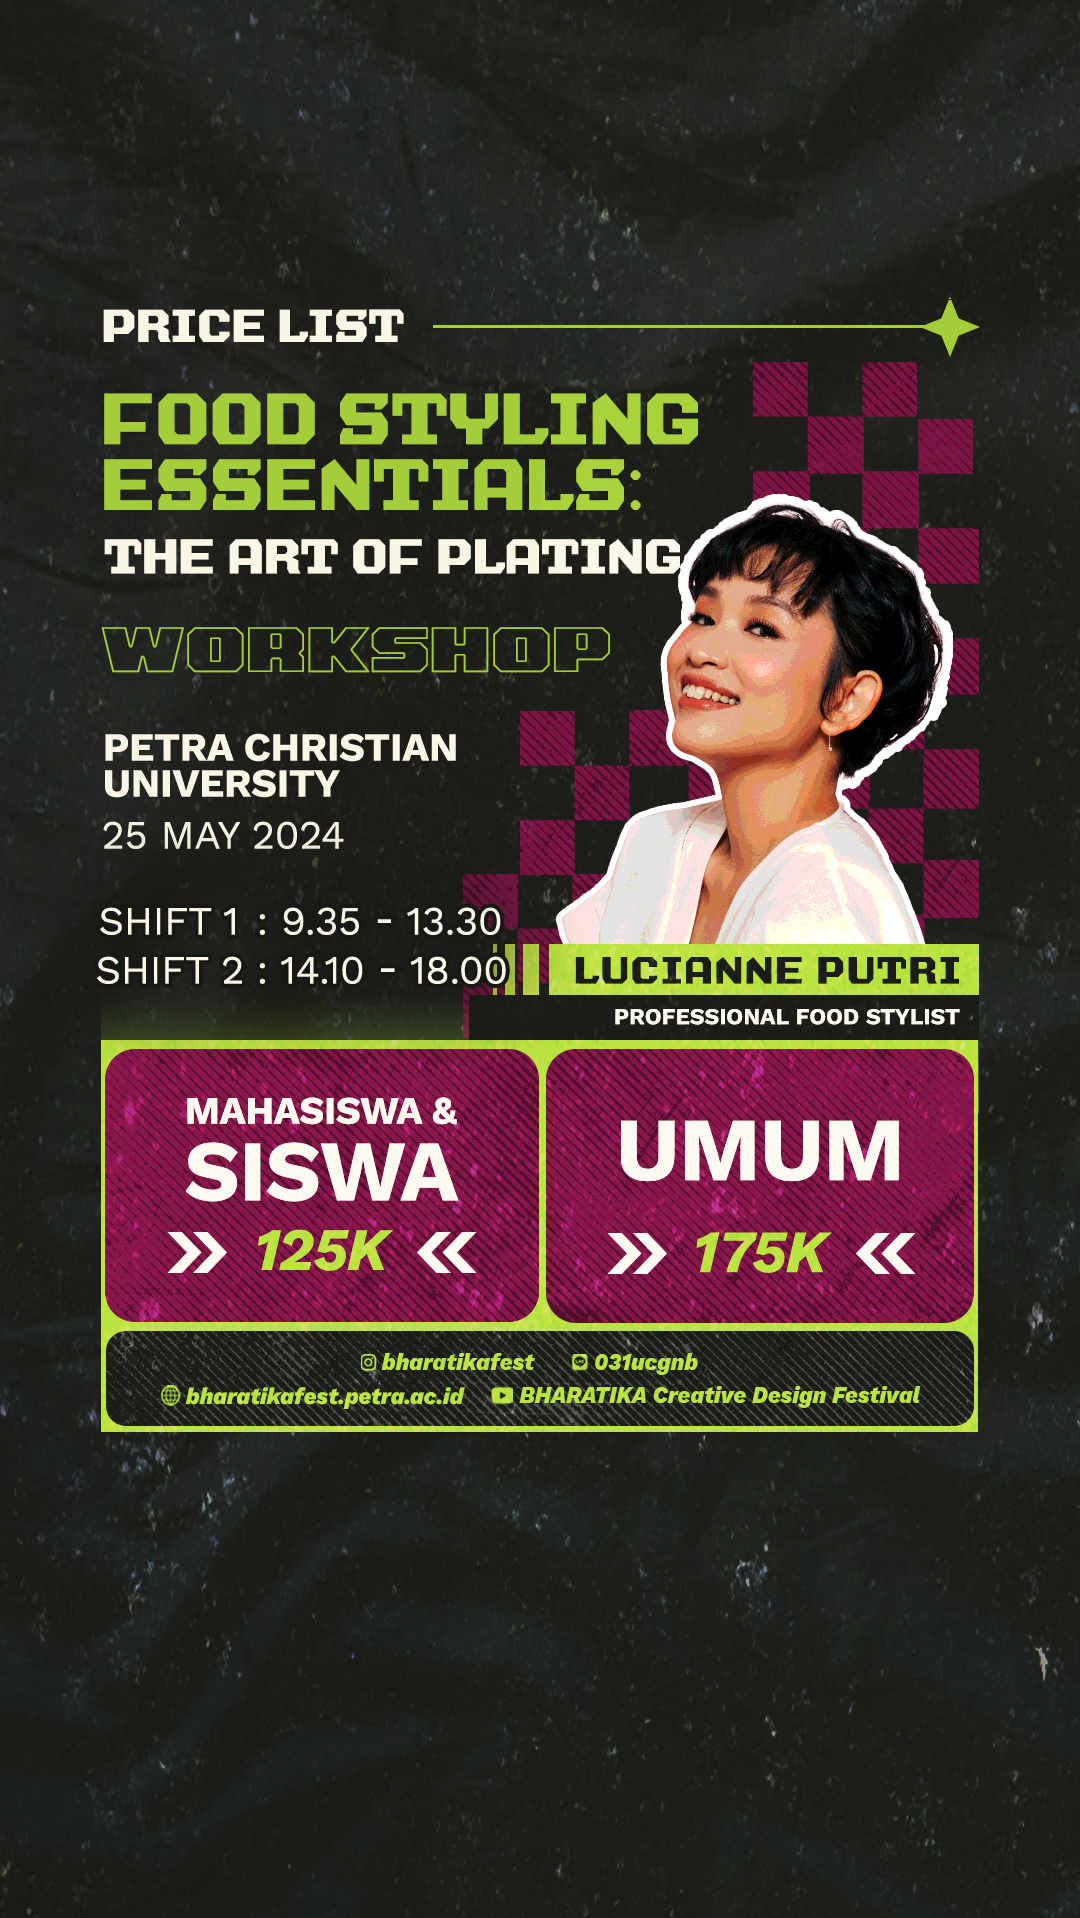 PRICE LIST
FOOD STYLING
ESSENTIALS:
THE ART OF PLATING
WORKSHOP
PETRA CHRISTIAN
UNIVERSITY
25 MAY 2024
SHIFT 1 : 9.35 - 13.30
SHIFT 2 : 14.10 - 18.00
LUCIANNE PUTRI
PROFESSIONAL FOOD STYLIST
MAHASISWA &
SISWA
125K
UMUM
175K
bharatikafest 031ucgnb
bharatikafest.petra.ac.id BHARATIKA Creative Design Festival